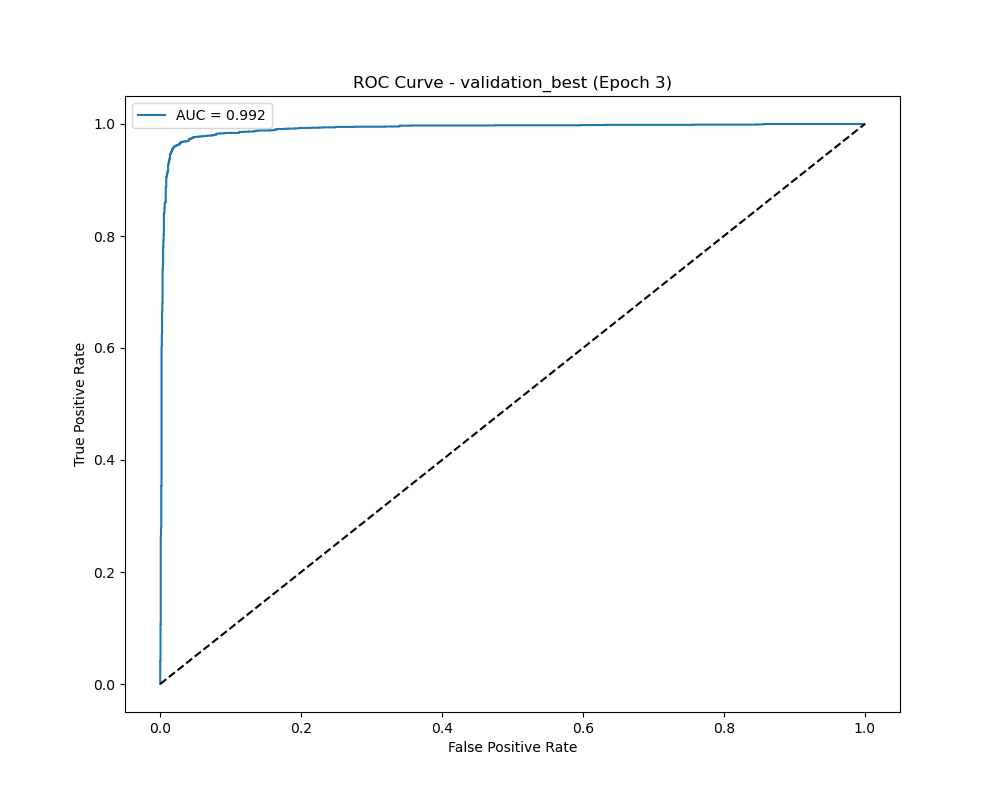 ROC Curve - validation_best (Epoch 3)
AUC = 0.992
1.0
0.8
0.6
0.4
0.2
0.0
True Positive Rate
0.0 0.2 0.4 0.6 0.8 1.0
False Positive Rate